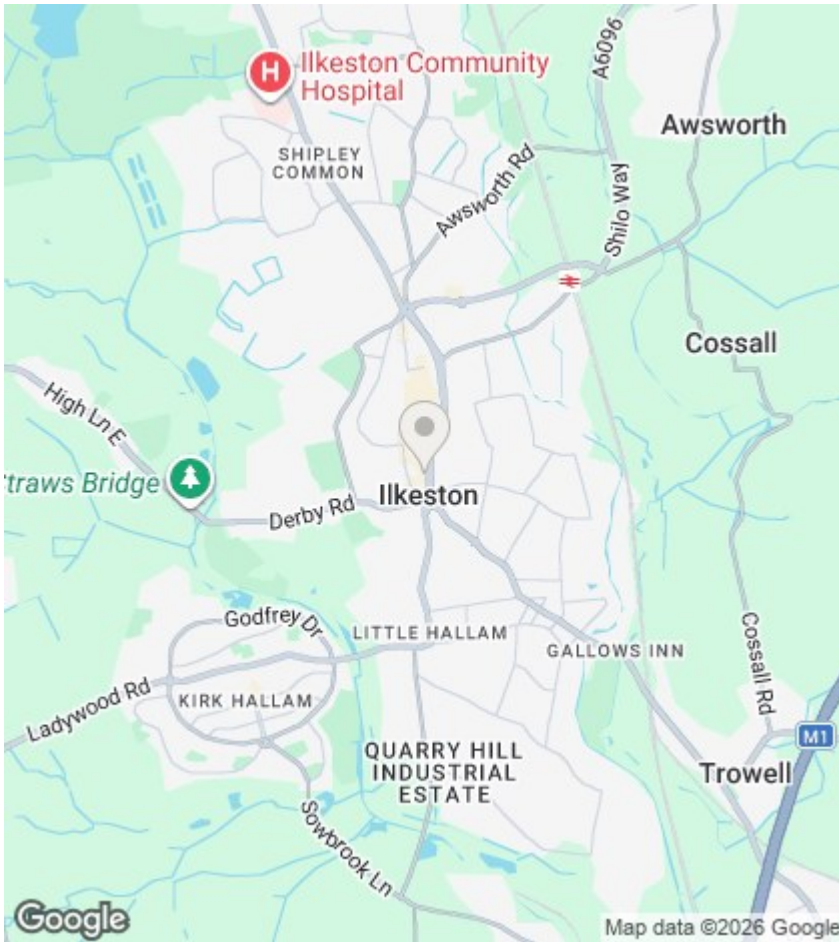 H
Ilkeston Community
Hospital
A6096
Awsworth
SHIPLEY
COMMON
Awsworth Rd
Shilo Way
Cossall
High Ln E
Straws Bridge
Ilkeston
Derby Rd
Godfrey Dr
LITTLE HALLAM
GALLOWS INN
Cossall Rd
Ladywood Rd
KIRK HALLAM
M1
QUARRY HILL
INDUSTRIAL
ESTATE
Trowell
Sowbrook Ln
Google
Map data ©2026 Google